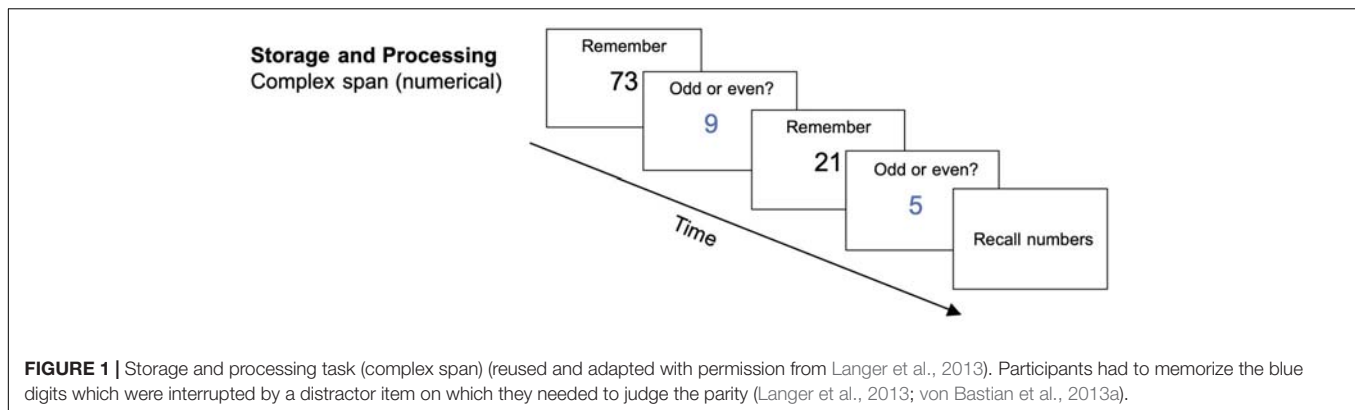 Storage and Processing
Complex span (numerical)
Remember
73
Odd or even?
9
Remember
21
Odd or even?
5
Recall numbers
Time
FIGURE 1 | Storage and processing task (complex span) (reused and adapted with permission from Langer et al., 2013). Participants had to memorize the blue
digits which were interrupted by a distractor item on which they needed to judge the parity (Langer et al., 2013; von Bastian et al., 2013a).